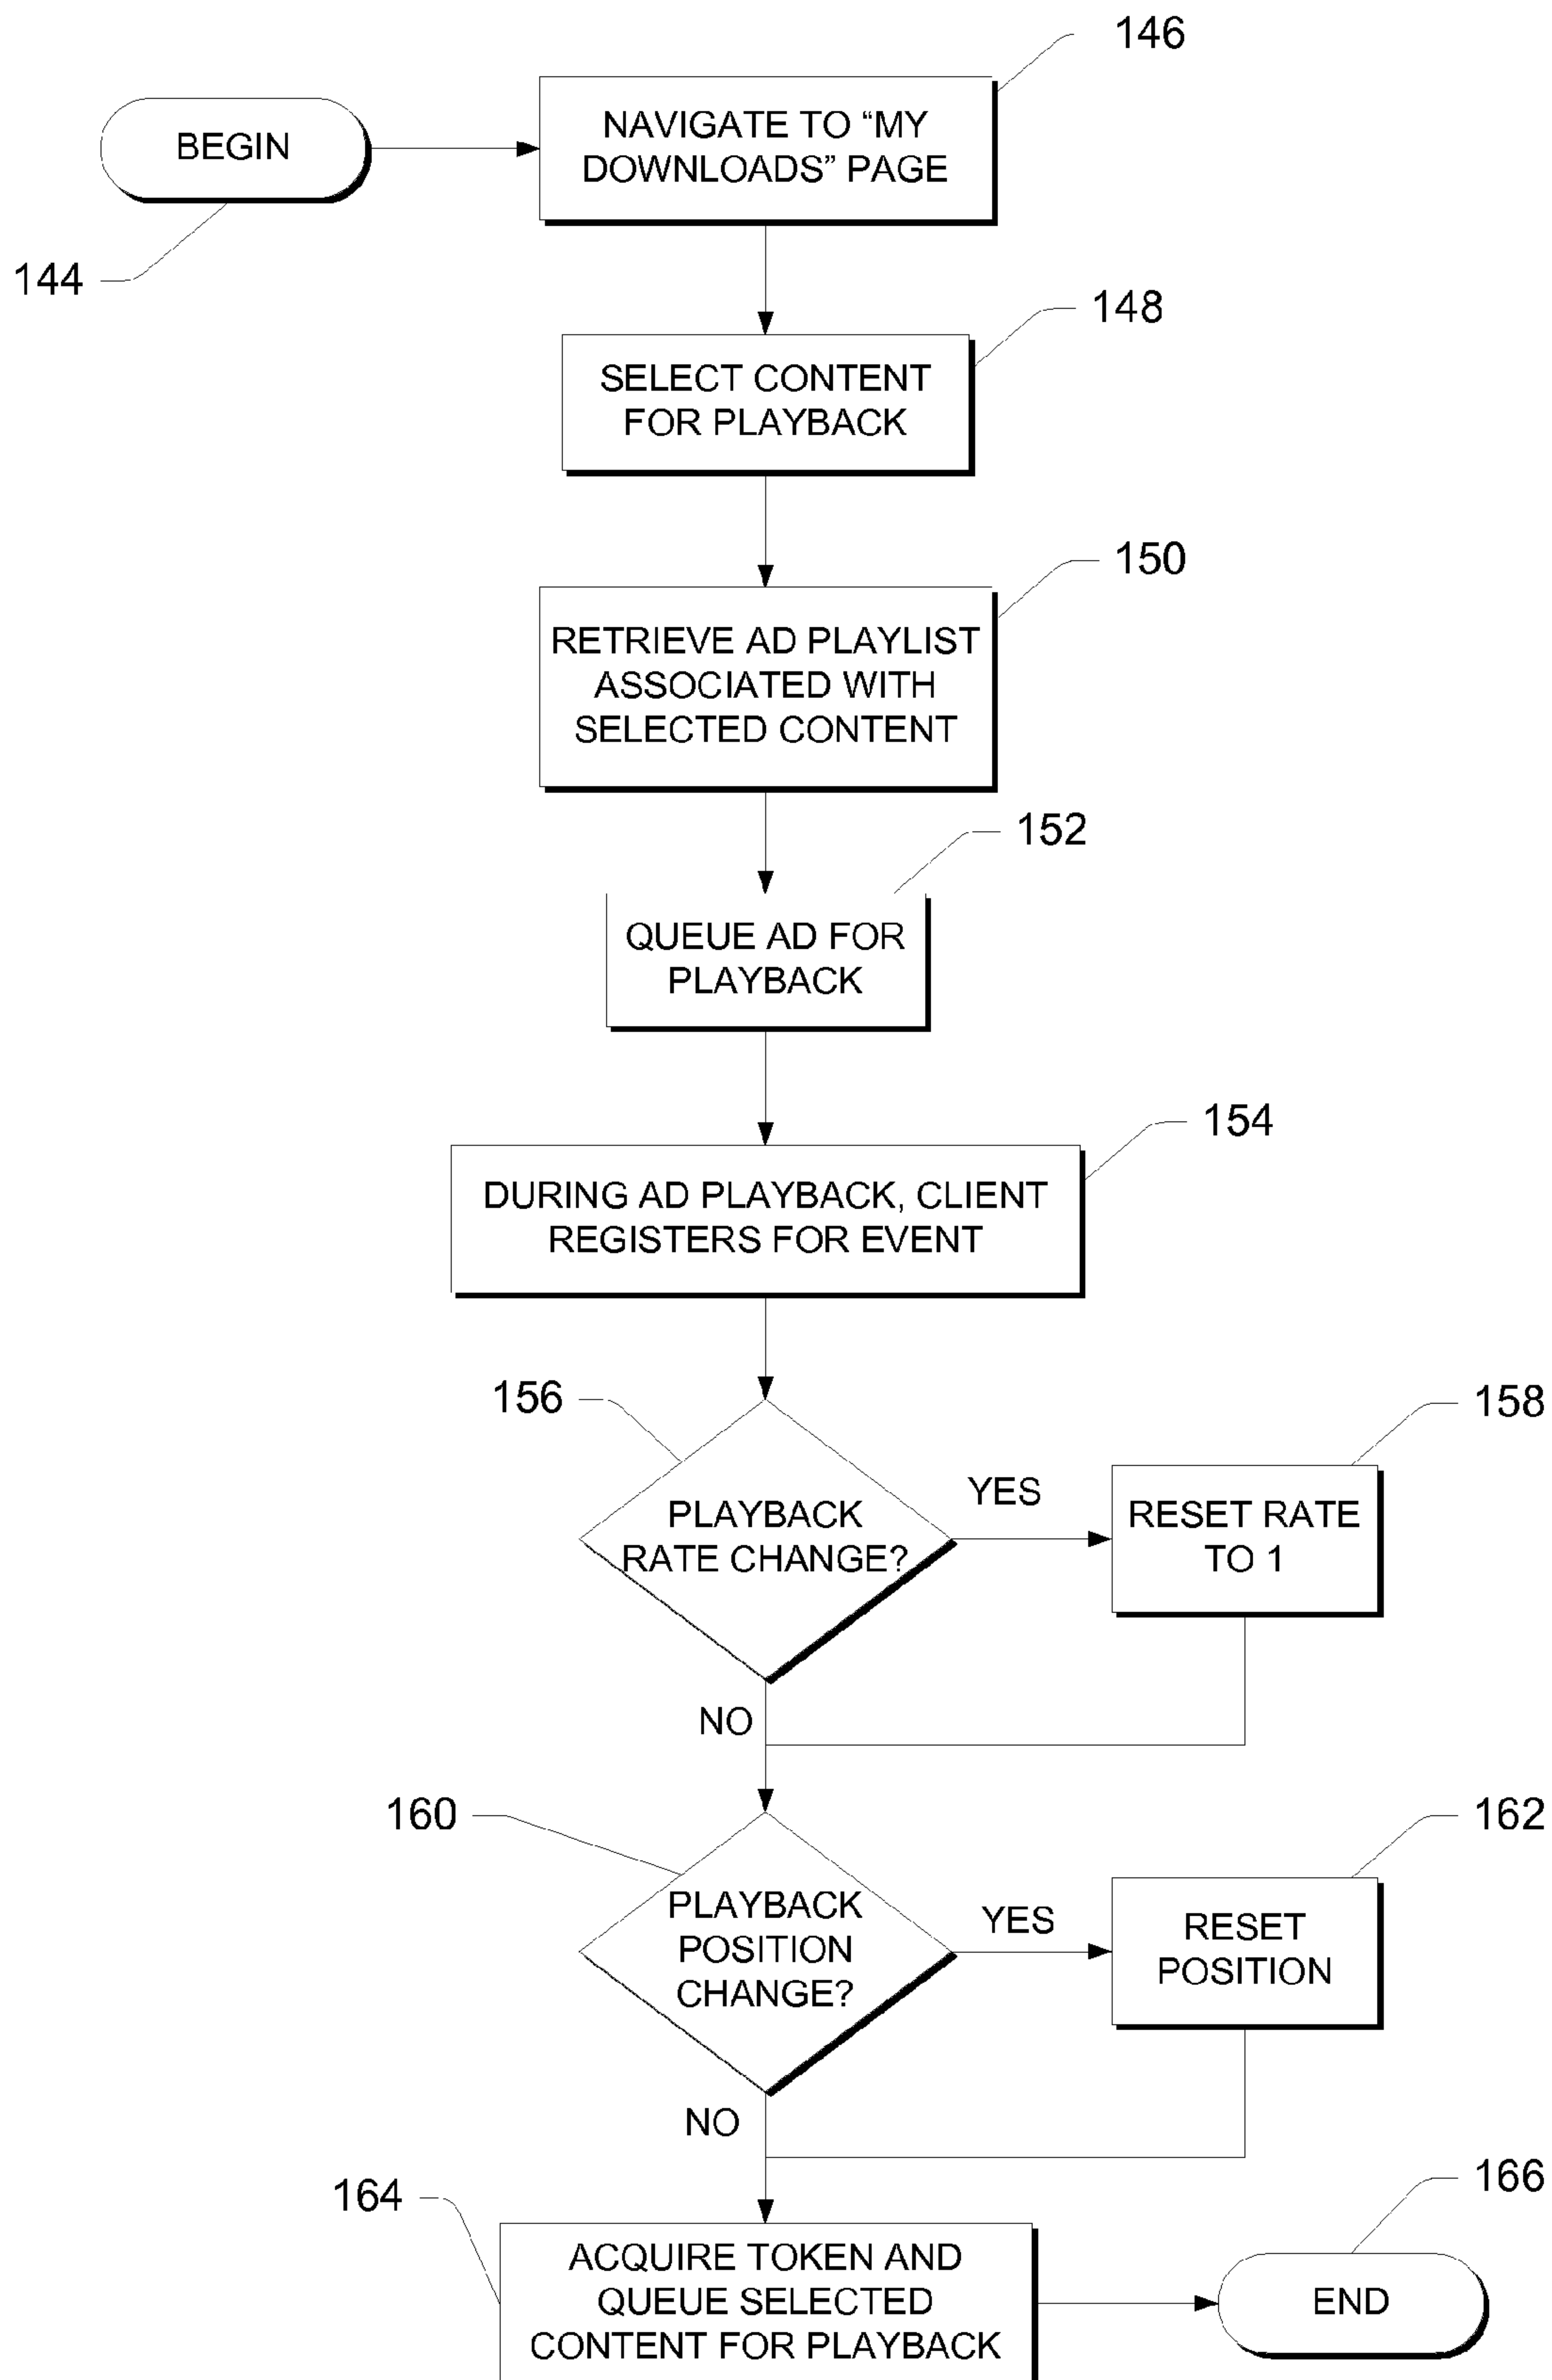 146
BEGIN
NAVIGATE TO “MY
DOWNLOADS” PAGE
144
148
SELECT CONTENT
FOR PLAYBACK
150
RETRIEVE AD PLAYLIST
ASSOCIATED WITH
SELECTED CONTENT
152
QUEUE AD FOR
PLAYBACK
154
DURING AD PLAYBACK, CLIENT
REGISTERS FOR EVENT
156
158
PLAYBACK
RATE CHANGE?
YES
RESET RATE
TO 1
NO
160
162
PLAYBACK
POSITION
CHANGE?
YES
RESET
POSITION
NO
164
166
ACQUIRE TOKEN AND
QUEUE SELECTED
CONTENT FOR PLAYBACK
END